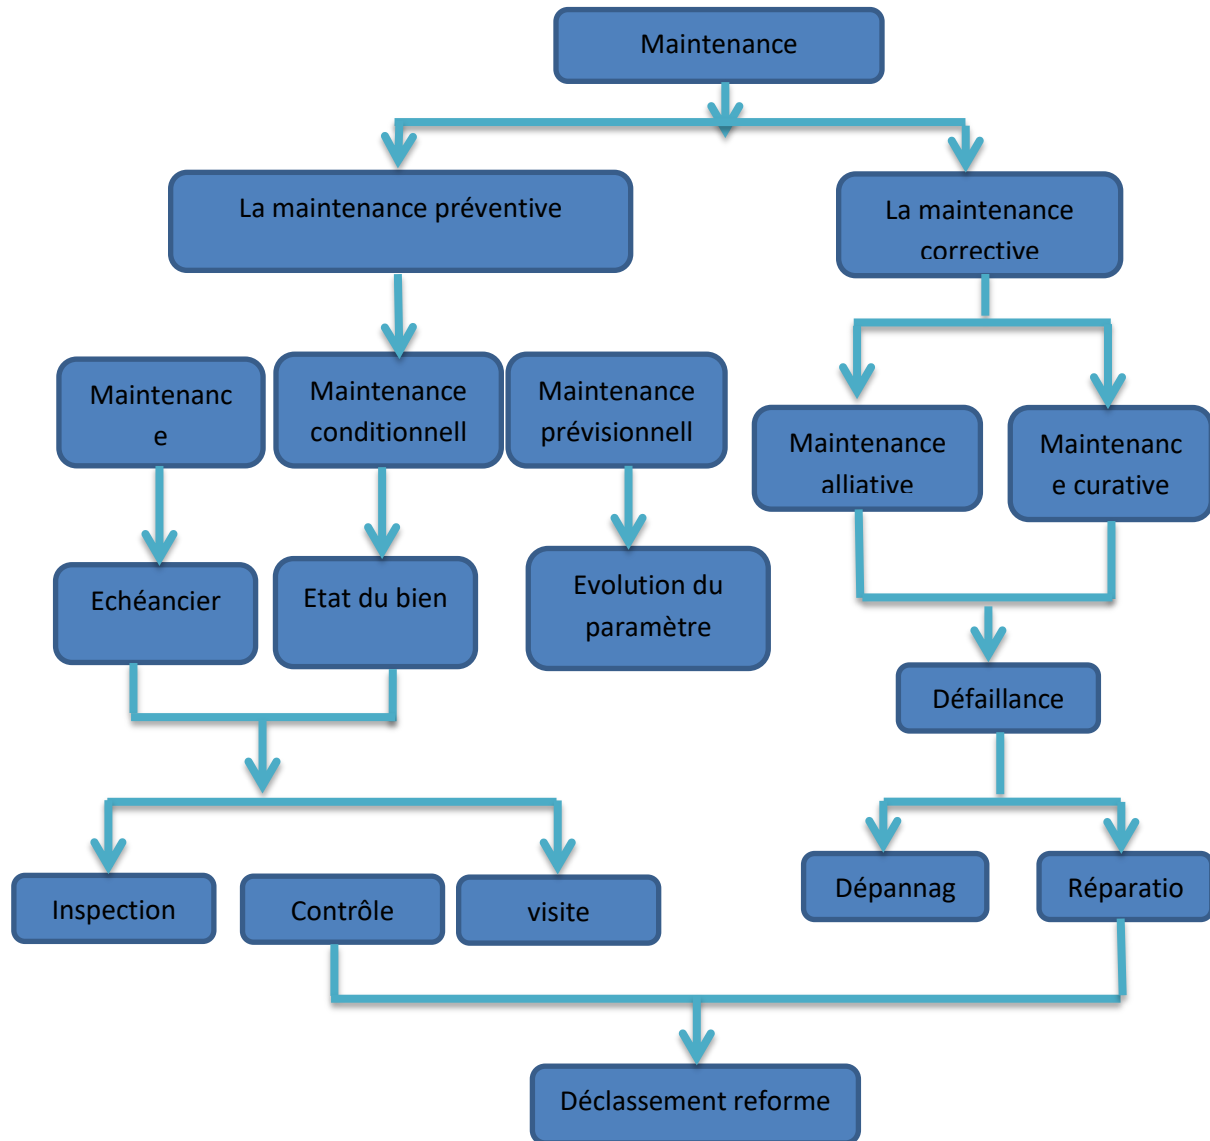 Maintenance
La maintenance préventive
La maintenance
corrective
Maintenanc
e
Maintenance
conditionnell
Maintenance
prévisionnell
Maintenance
alliative
Maintenanc
e curative
Echéancier
Etat du bien
Evolution du
paramètre
Défaillance
Inspection
Contrôle
visite
Dépannag
Réparatio
Déclassement reforme